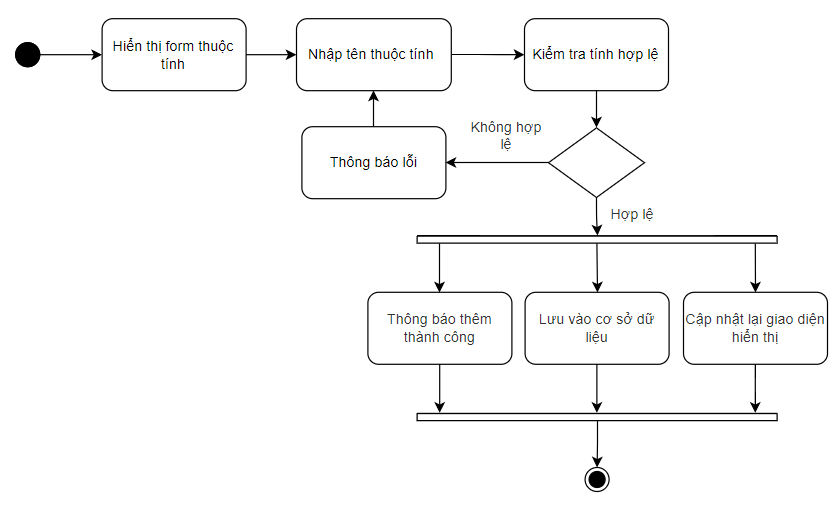 Hiển thị form thuộc
tính
Nhập tên thuộc tính
Kiểm tra tính hợp lệ
Không hợp
lệ
Thông báo lỗi
Hợp lệ
Thông báo thêm
thành công
Lưu vào cơ sở dữ
liệu
Cập nhật lại giao diện
hiển thị